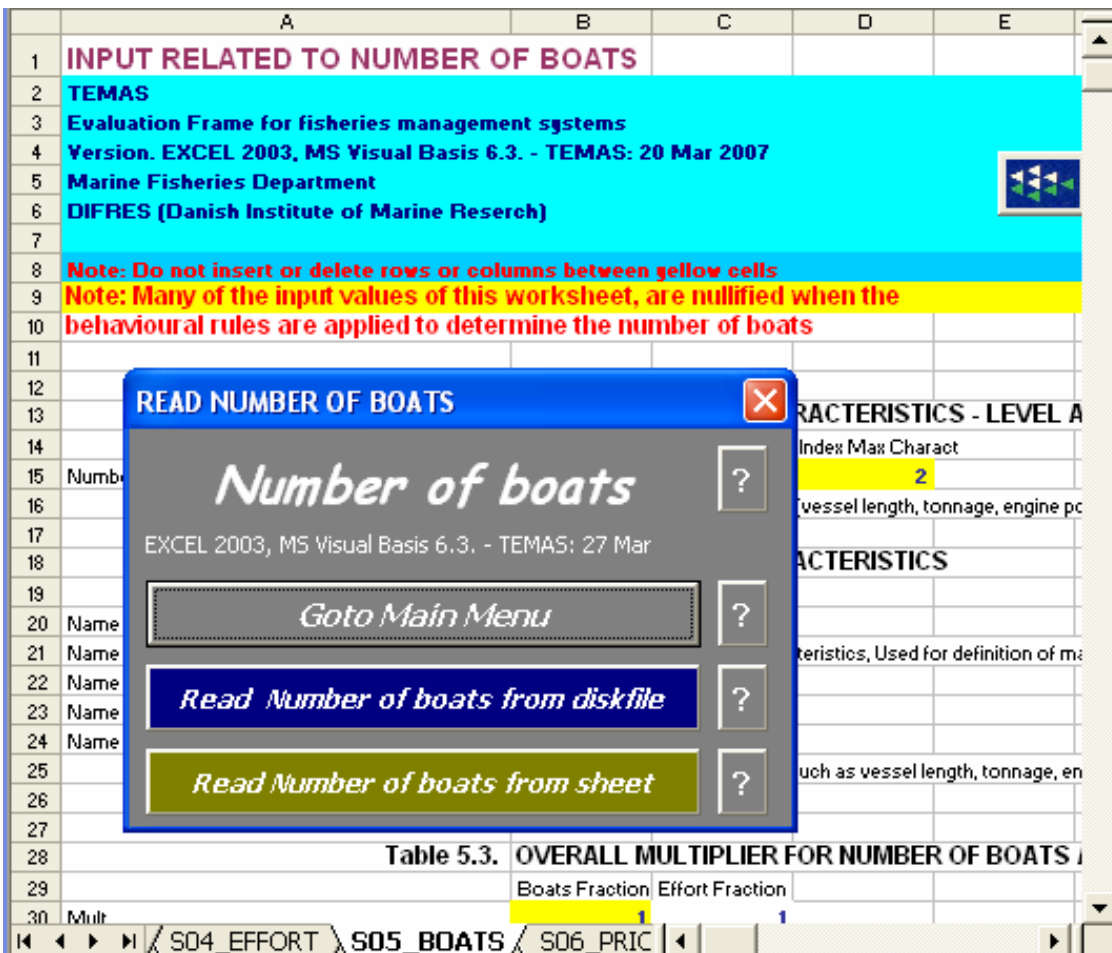 A B C D E
1 INPUT RELATED TO NUMBER OF BOATS
2 TEMAS
3 Evaluation Frame for fisheries management systems
4 Version. EXCEL 2003, MS Visual Basis 6.3. - TEMAS: 20 Mar 2007
5 Marine Fisheries Department
6 DIFRES (Danish Institute of Marine Reserch)
7
8 Note: Do not insert or delete rows or columns between yellow cells
9 Note: Many of the input values of this worksheet, are nullified when the
10 behavioural rules are applied to determine the number of boats
11
12
READ NUMBER OF BOATS
13 RACTERISTICS - LEVEL A
14 Index Max Charact
15 Numbe 2
Number of boats ?
16 (vessel length, tonnage, engine po
17
EXCEL 2003, MS Visual Basis 6.3. - TEMAS: 27 Mar
18 ACTERISTICS
19
20 Name
Goto Main Menu ?
21 Name teristics, Used for definition of ma
22 Name
23 Name
Read Number of boats from diskfile ?
24 Name
25 uch as vessel length, tonnage, en
Read Number of boats from sheet ?
26
27
28 Table 5.3. OVERALL MULTIPLIER FOR NUMBER OF BOATS
29 Boats Fraction Effort Fraction
30 Mult 1 1
S04_EFFORT S05_BOATS S06_PRIC